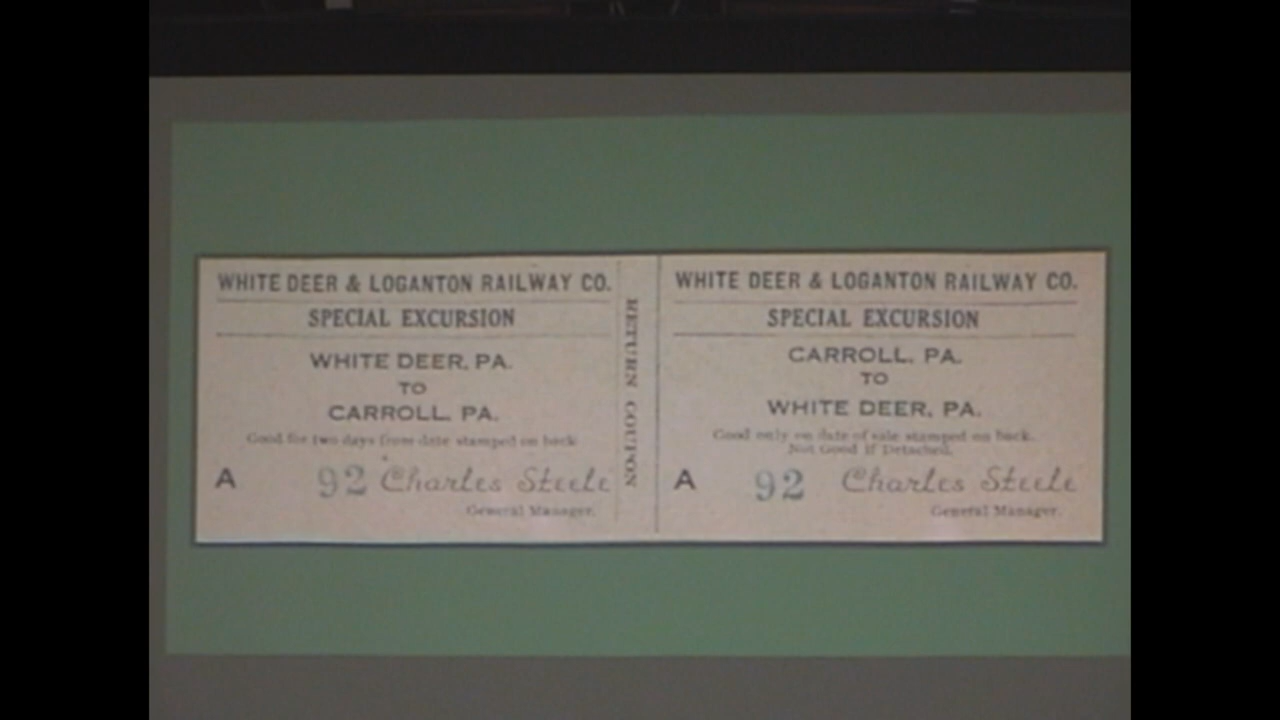 WHITE DEER & LOGANTON RAILWAY CO.
SPECIAL EXCURSION
WHITE DEER, PA.
TO
CARROLL, PA.
Good for two days from date stamped on back
A 92 Charles Steele
General Manager.
RETURN COUPON
WHITE DEER & LOGANTON RAILWAY CO.
SPECIAL EXCURSION
CARROLL, PA.
TO
WHITE DEER, PA.
Good only on date of sale stamped on back.
Not Good if Detached.
A 92 Charles Steele
General Manager.